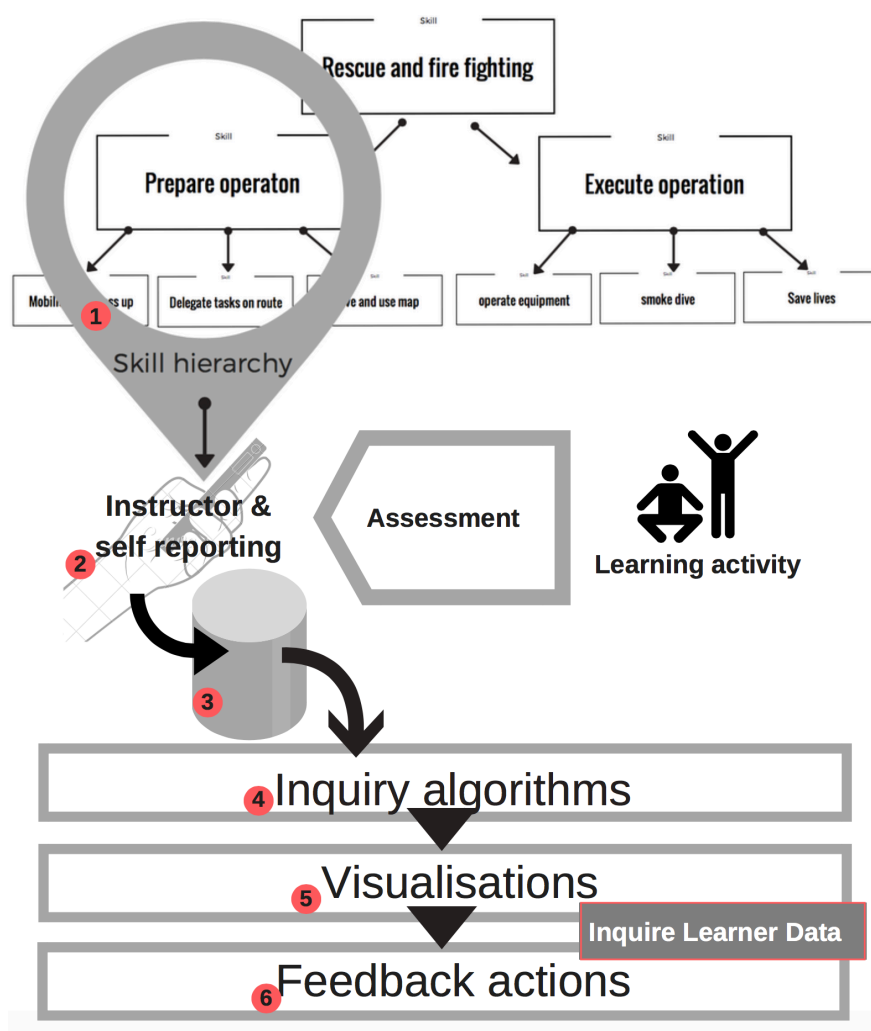 Skill
Rescue and fire fighting
Skill
Prepare operaton
Skill
Execute operation
Skill
Skill
Skill
Skill
Skill
Mobili
ss up
Delegate tasks on route
ve and use map
operate equipment
smoke dive
Save lives
1
Skill hierarchy
Instructor &
self reporting
2
Assessment
Learning activity
3
4
Inquiry algorithms
5
Visualisations
Inquire Learner Data
6
Feedback actions